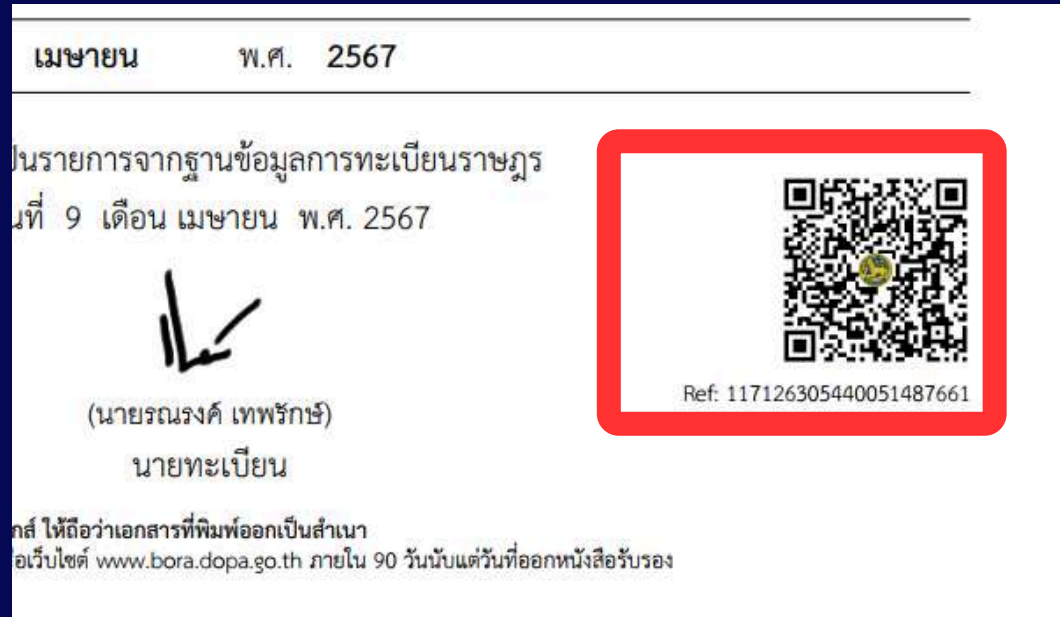 เมษายน พ.ศ. 2567
ป็นรายการจากฐานข้อมูลการทะเบียนราษฎร
นที่ 9 เดือน เมษายน พ.ศ. 2567
Ref: 117126305440051487661
(นายรณรงค์ เทพรักษ์)
นายทะเบียน
กส์ ให้ถือว่าเอกสารที่พิมพ์ออกเป็นสำเนา
อเว็บไซต์ www.bora.dopa.go.th ภายใน 90 วันนับแต่วันที่ออกหนังสือรับรอง